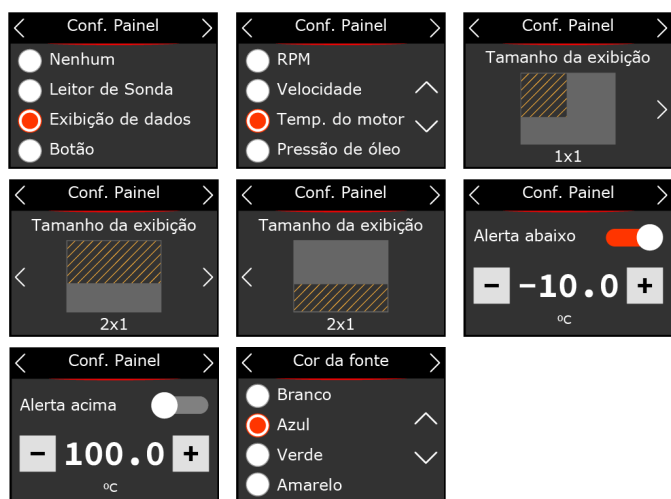 Conf. Painel
Nenhum
Leitor de Sonda
Exibição de dados
Botão
Conf. Painel
RPM
Velocidade
Temp. do motor
Pressão de óleo
Conf. Painel
Tamanho da exibição
1x1
Conf. Painel
Tamanho da exibição
2x1
Conf. Painel
Tamanho da exibição
2x1
Conf. Painel
Alerta abaixo
- -10.0 +
ºC
Conf. Painel
Alerta acima
- 100.0 +
ºC
Cor da fonte
Branco
Azul
Verde
Amarelo